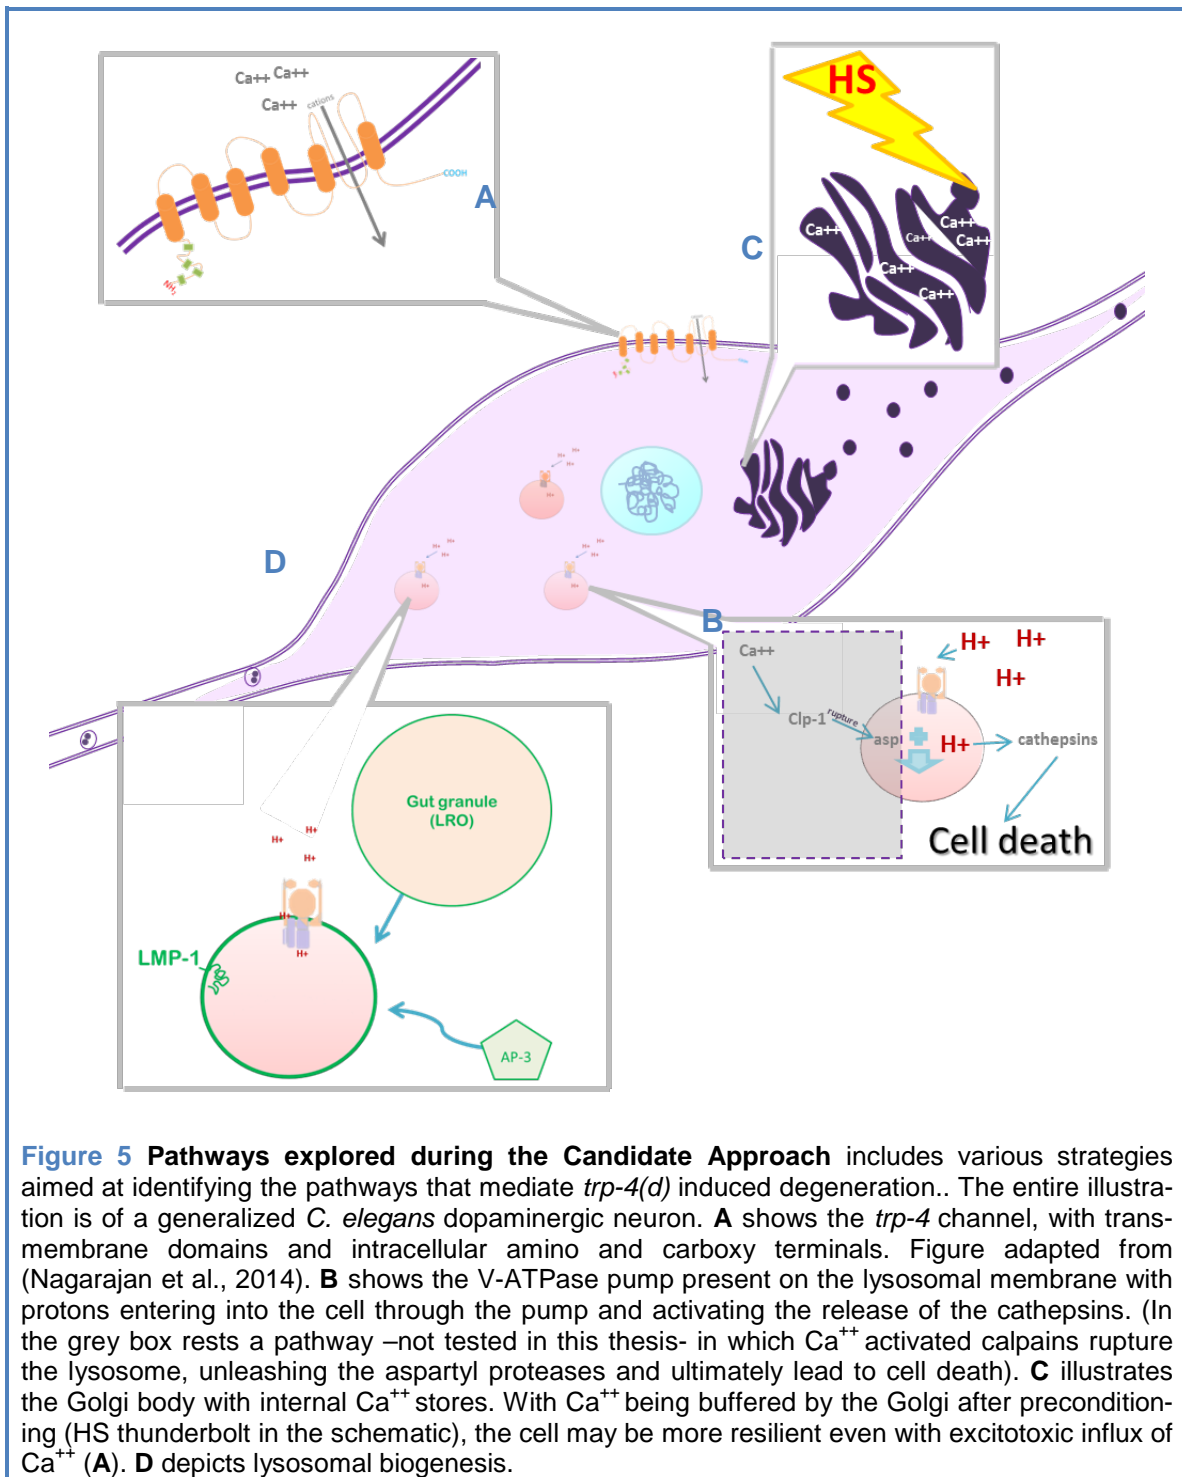 Ca++ Ca++
Ca++ cations
COOH
NH2
A
HS
C
Ca++
Ca++
Ca++
Ca++
Ca++
Ca++
H+
H+
H+
H+
D
H+ H+
H+
H+
H+ H+
H+
H+
B
Ca++
Clp-1
rupture
asp
H+
H+
H+
H+
cathepsins
Cell death
Gut granule
(LRO)
H+
H+
H+
H+
H+
LMP-1
AP-3
Figure 5 Pathways explored during the Candidate Approach includes various strategies
aimed at identifying the pathways that mediate trp-4(d) induced degeneration.. The entire illustra-
tion is of a generalized C. elegans dopaminergic neuron. A shows the trp-4 channel, with trans-
membrane domains and intracellular amino and carboxy terminals. Figure adapted from
(Nagarajan et al., 2014). B shows the V-ATPase pump present on the lysosomal membrane with
protons entering into the cell through the pump and activating the release of the cathepsins. (In
the grey box rests a pathway –not tested in this thesis- in which Ca++ activated calpains rupture
the lysosome, unleashing the aspartyl proteases and ultimately lead to cell death). C illustrates
the Golgi body with internal Ca++ stores. With Ca++ being buffered by the Golgi after precondition-
ing (HS thunderbolt in the schematic), the cell may be more resilient even with excitotoxic influx of
Ca++ (A). D depicts lysosomal biogenesis.